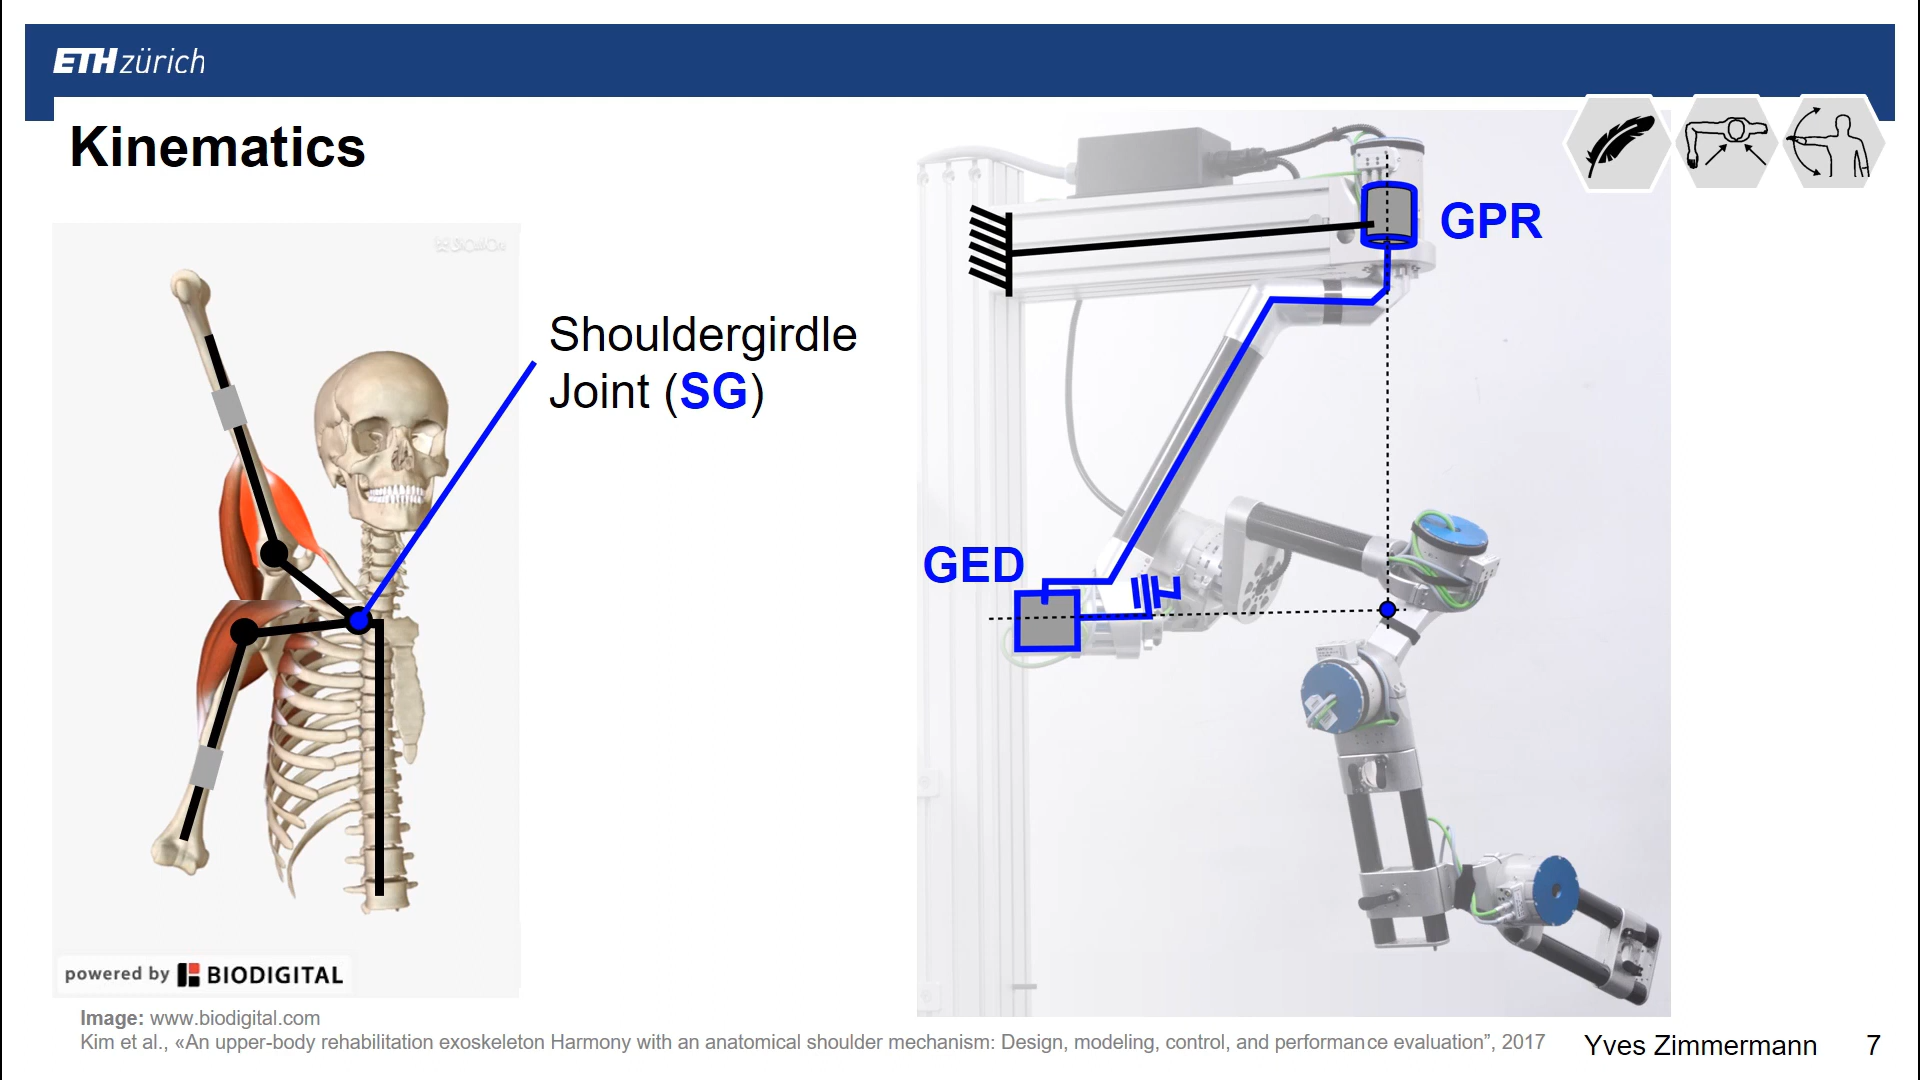 ETH zürich
Kinematics
Shouldergirdle
Joint (SG)
GPR
GED
powered by BIODIGITAL
Image: www.biodigital.com
Kim et al., «An upper-body rehabilitation exoskeleton Harmony with an anatomical shoulder mechanism: Design, modeling, control, and performance evaluation”, 2017
Yves Zimmermann 7